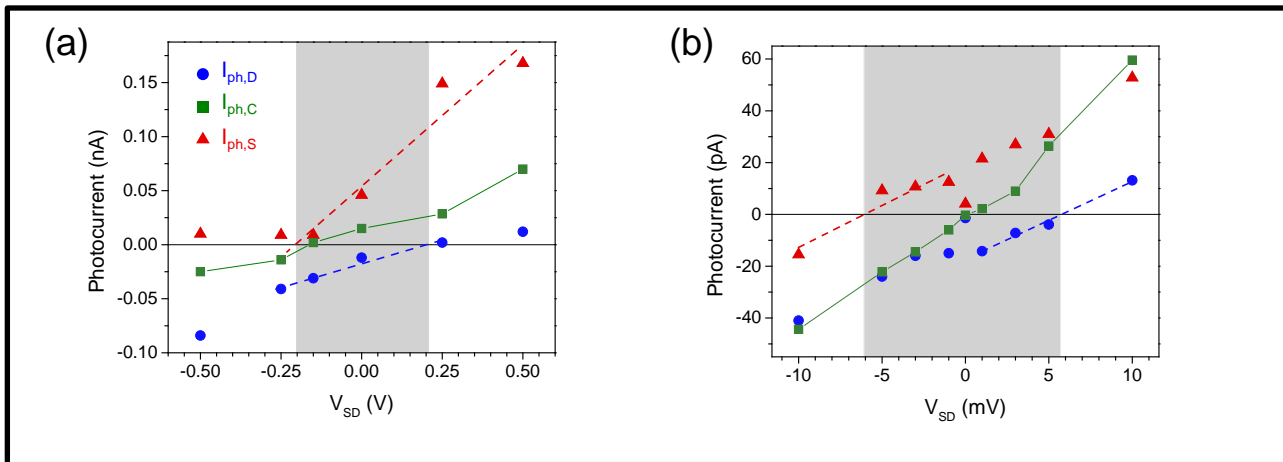 (a)
I_ph,D
I_ph,C
I_ph,S
0.15
0.10
0.05
0.00
-0.05
-0.10
Photocurrent (nA)
-0.50 -0.25 0.00 0.25 0.50
V_SD (V)
(b)
60
40
20
0
-20
-40
Photocurrent (pA)
-10 -5 0 5 10
V_SD (mV)